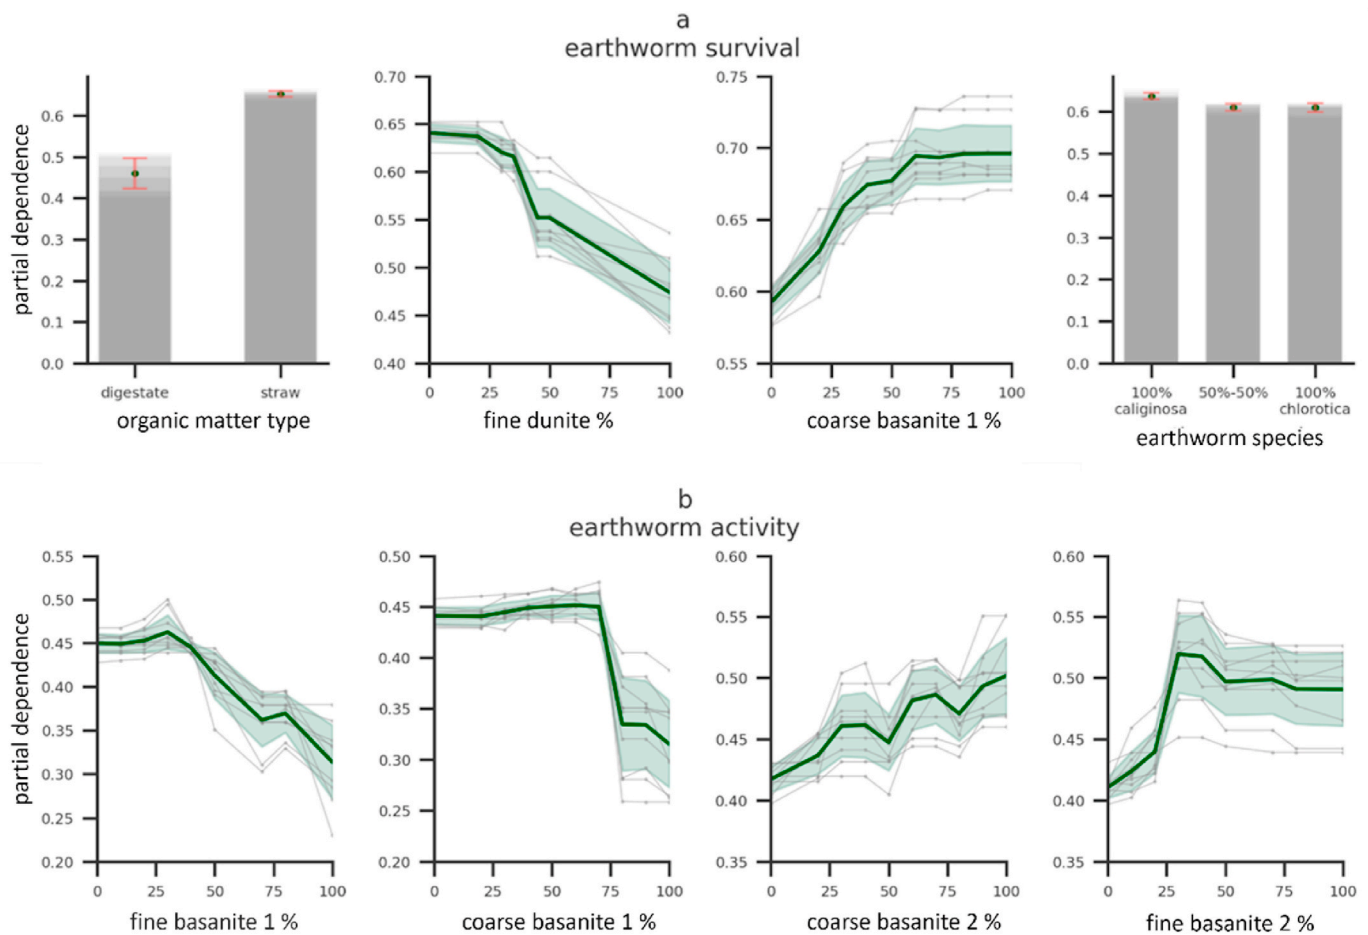 a
earthworm survival
partial dependence
0.6
0.5
0.4
0.3
0.2
0.1
0.0
digestate straw
organic matter type
0.70
0.65
0.60
0.55
0.50
0.45
0.40
0 25 50 75 100
fine dunite %
0.75
0.70
0.65
0.60
0.55
0 25 50 75 100
coarse basanite 1 %
0.6
0.5
0.4
0.3
0.2
0.1
0.0
100% 50%-50% 100%
caliginosa chlorotica
earthworm species
b
earthworm activity
partial dependence
0.55
0.50
0.45
0.40
0.35
0.30
0.25
0.20
0 25 50 75 100
fine basanite 1 %
0.50
0.45
0.40
0.35
0.30
0.25
0.20
0 25 50 75 100
coarse basanite 1 %
0.60
0.55
0.50
0.45
0.40
0.35
0 25 50 75 100
coarse basanite 2 %
0.60
0.55
0.50
0.45
0.40
0.35
0 25 50 75 100
fine basanite 2 %